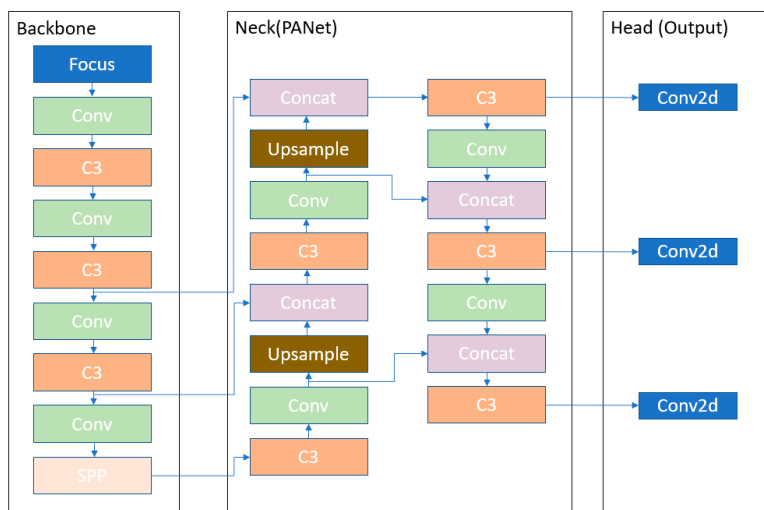 Backbone
Focus
Conv
C3
Conv
C3
Conv
C3
Conv
SPP
Neck(PANet)
Concat
Upsample
Conv
C3
Concat
Upsample
Conv
C3
C3
Conv
Concat
C3
Conv
Concat
C3
Head (Output)
Conv2d
Conv2d
Conv2d